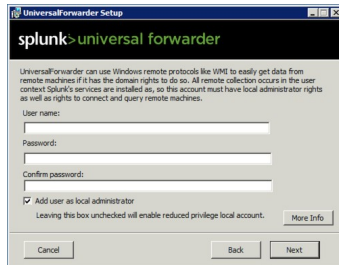 UniversalForwarder Setup
splunk>universal forwarder
UniversalForwarder can use Windows remote protocols like WMI to easily get data from
remote machines if it has the domain rights to do so. All remote collection occurs in the user
context Splunk's services are installed as, so this account must have local administrator rights
as well as rights to connect and query remote machines.
User name:
Password:
Confirm password:
Add user as local administrator
Leaving this box unchecked will enable reduced privilege local account.
More Info
Cancel
Back
Next